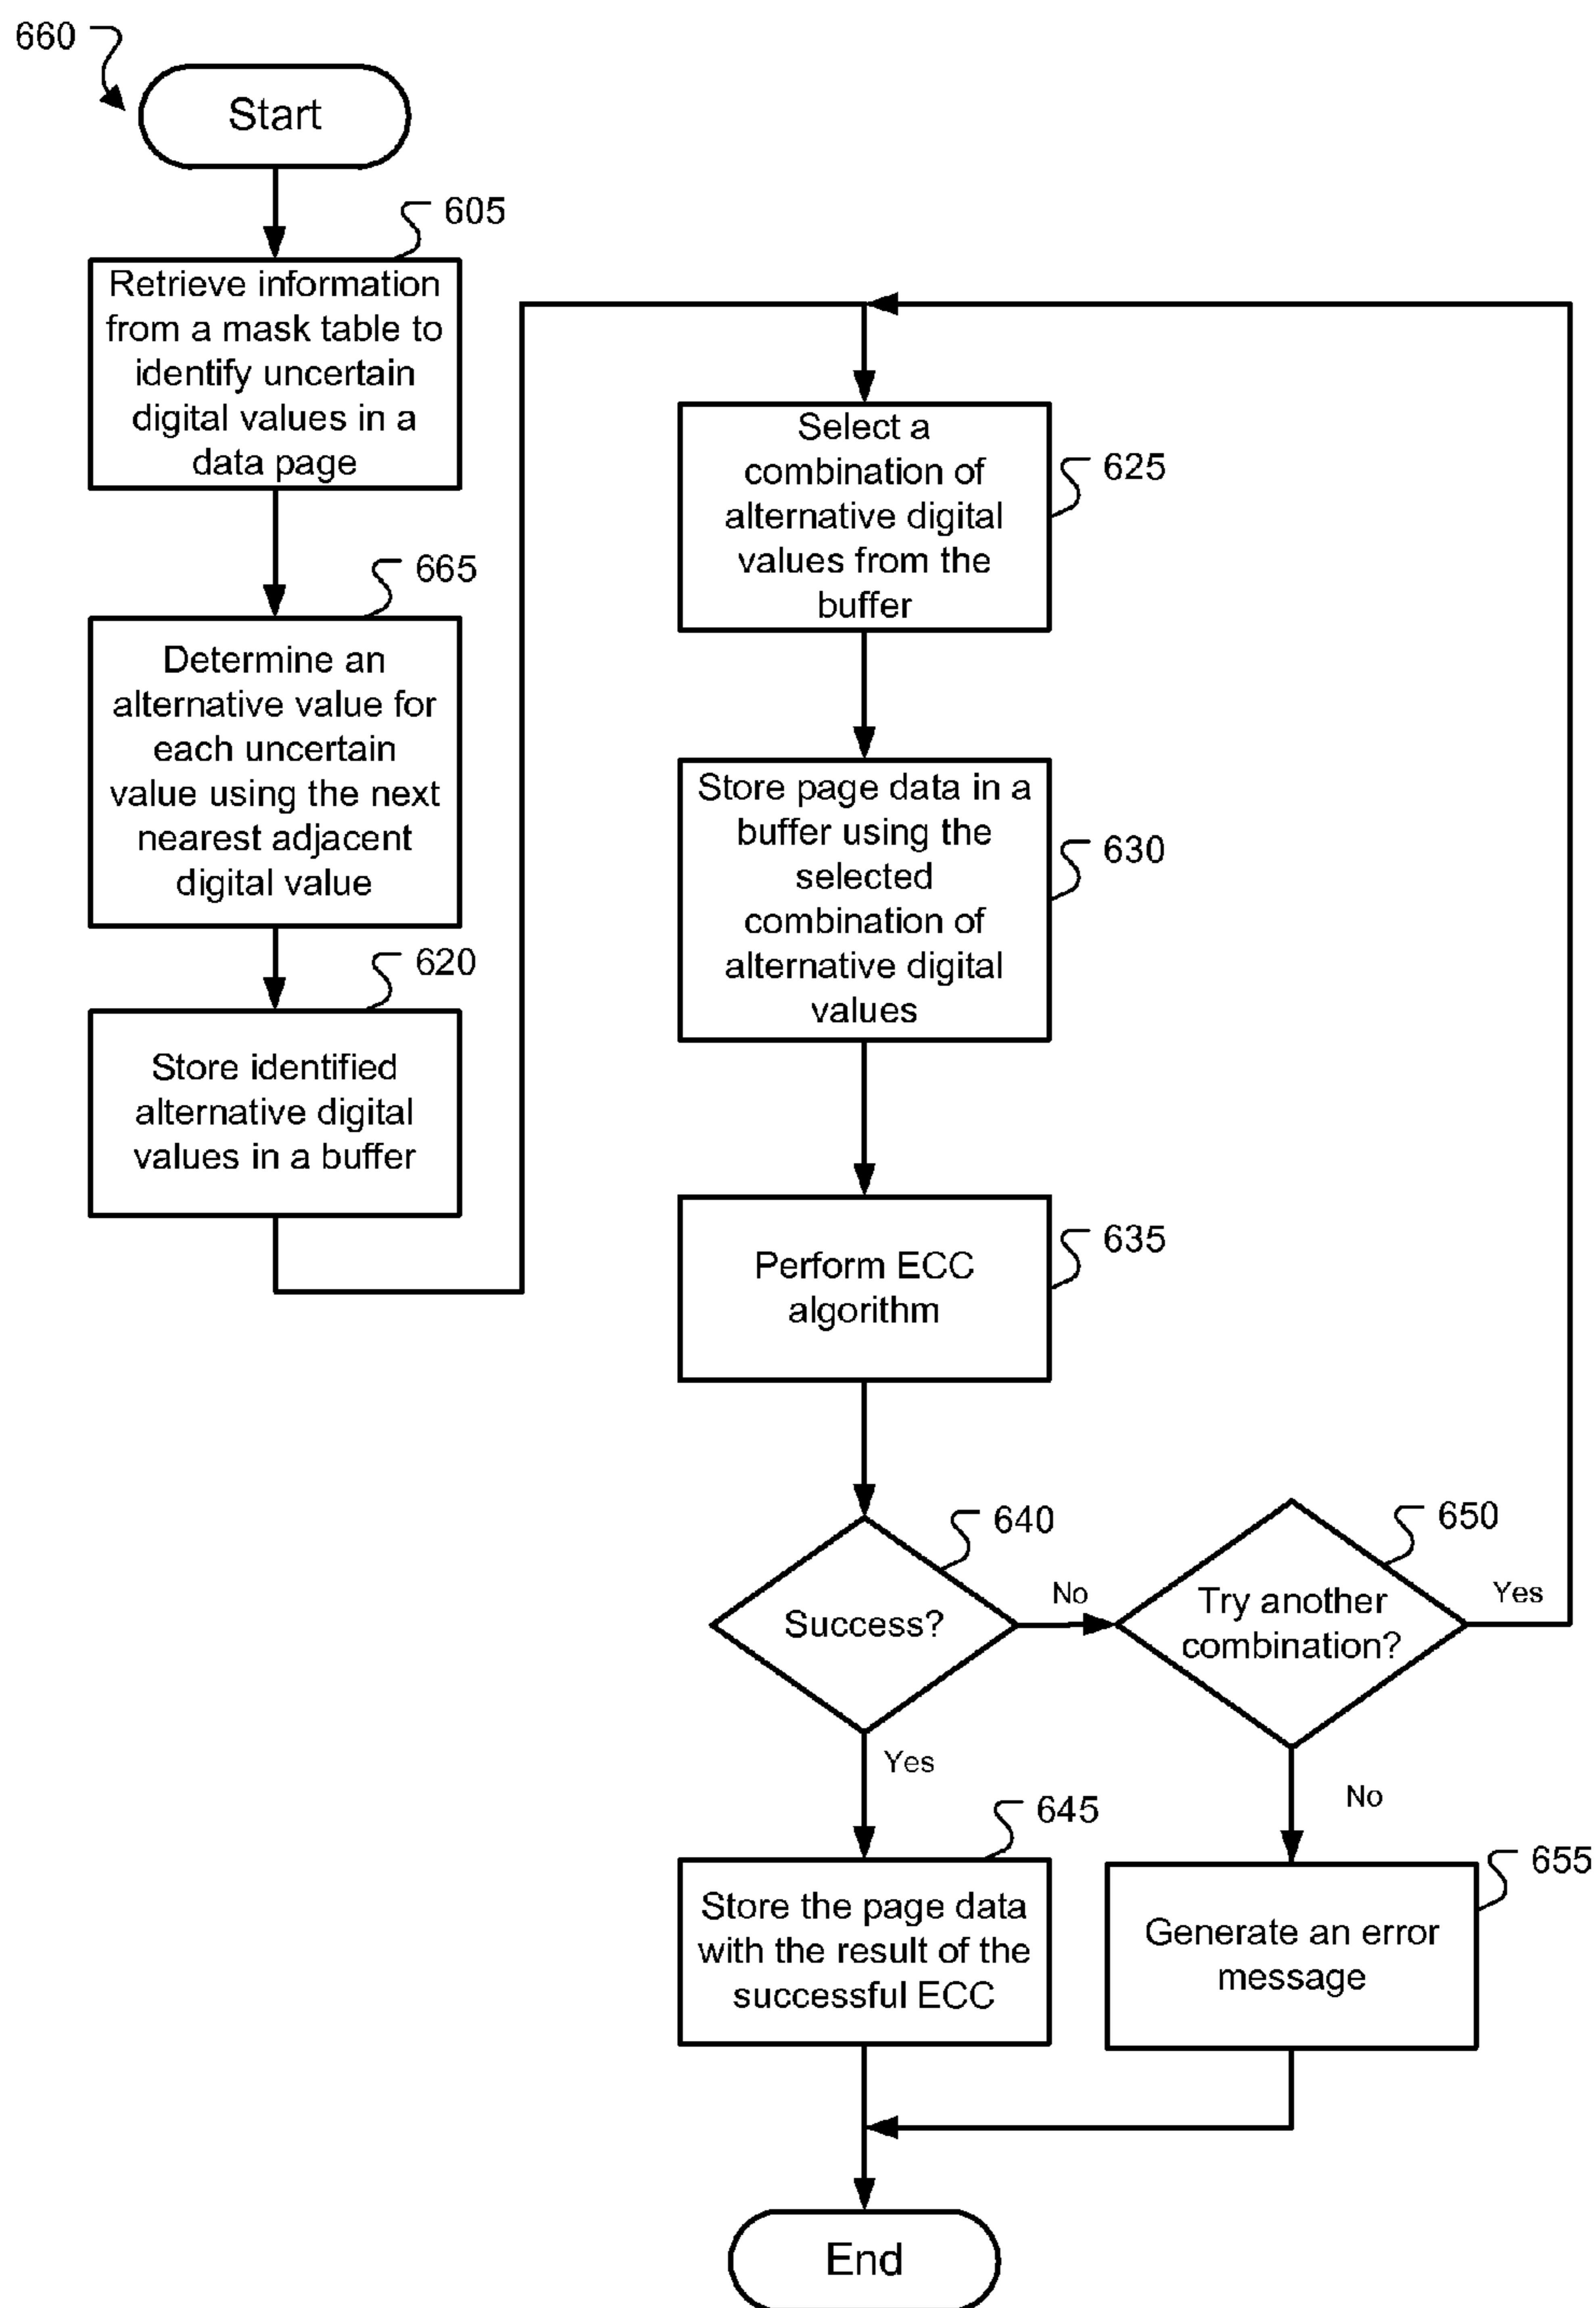 660
Start
605
Retrieve information
from a mask table to
identify uncertain
digital values in a
data page
665
Determine an
alternative value for
each uncertain
value using the next
nearest adjacent
digital value
620
Store identified
alternative digital
values in a buffer
Select a
combination of
alternative digital
values from the
buffer
625
Store page data in a
buffer using the
selected
combination of
alternative digital
values
630
Perform ECC
algorithm
635
640
Success?
No
Yes
650
Try another
combination?
Yes
No
645
Store the page data
with the result of the
successful ECC
655
Generate an error
message
End